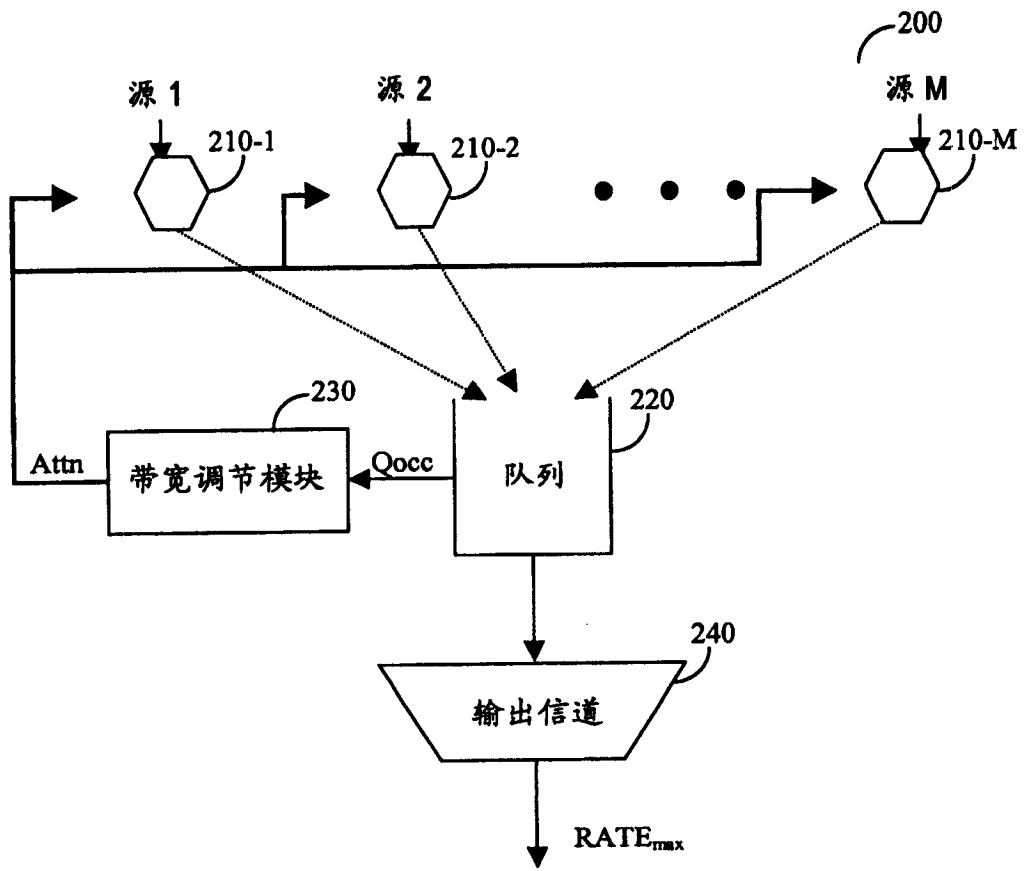 200
源 1
源 2
源 M
210-1
210-2
210-M
230
220
Attn
带宽调节模块
Qocc
队列
240
输出信道
RATEmax